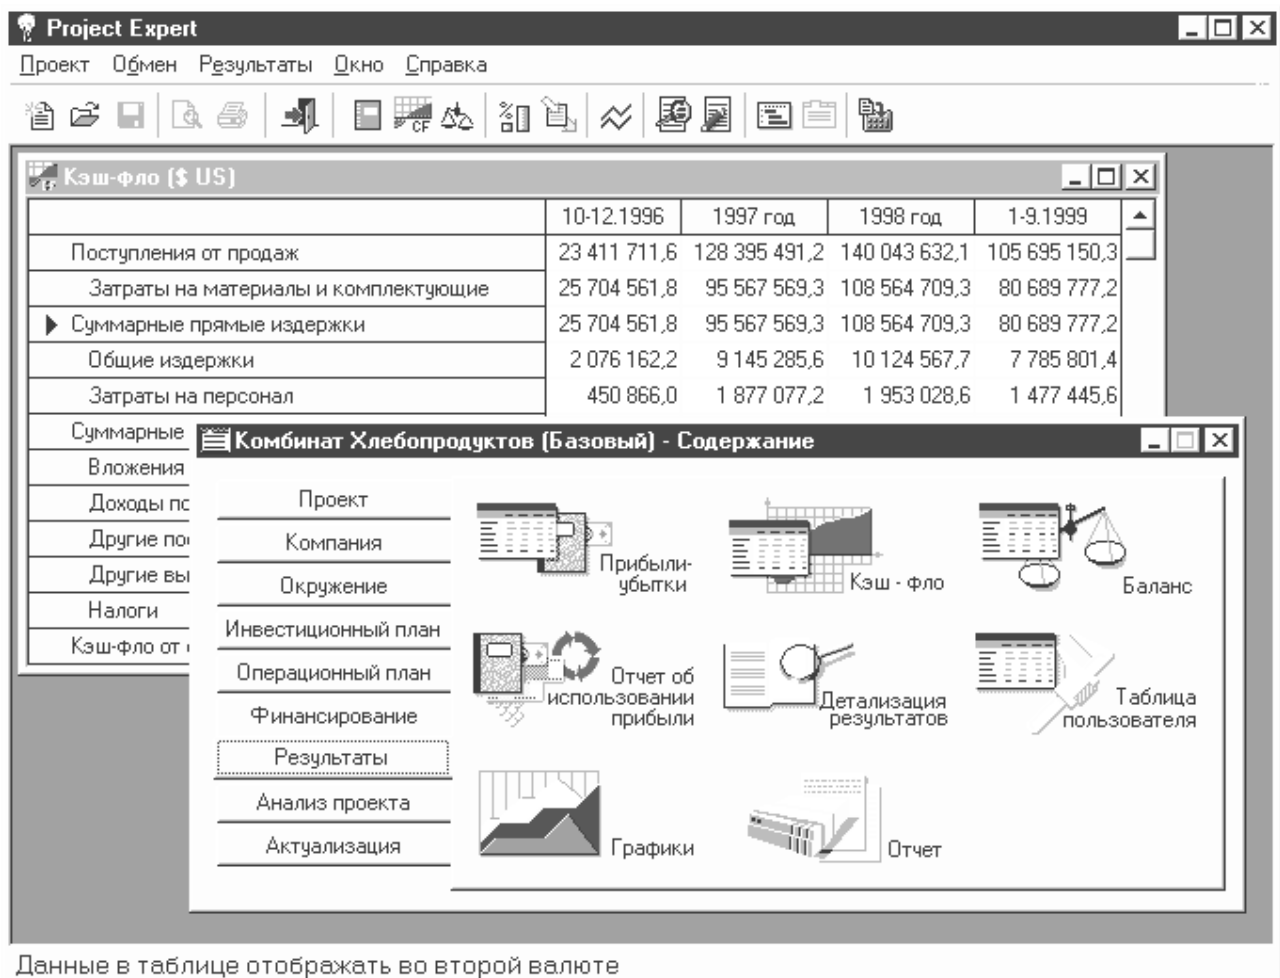 Project Expert
Проект Обмен Результаты Окно Справка
CF
Кэш-фло ($ US)
10-12.1996 1997 год 1998 год 1-9.1999
Поступления от продаж 23 411 711,6 128 395 491,2 140 043 632,1 105 695 150,3
Затраты на материалы и комплектующие 25 704 561,8 95 567 569,3 108 564 709,3 80 689 777,2
Суммарные прямые издержки 25 704 561,8 95 567 569,3 108 564 709,3 80 689 777,2
Общие издержки 2 076 162,2 9 145 285,6 10 124 567,7 7 785 801,4
Затраты на персонал 450 866,0 1 877 077,2 1 953 028,6 1 477 445,6
Суммарные
Вложения
Доходы по
Другие
Другие
Налоги
Кэш-фло от
Комбинат Хлебопродуктов (Базовый) - Содержание
Проект
Компания
Окружение
Инвестиционный план
Операционный план
Финансирование
Результаты
Анализ проекта
Актуализация
Прибыли-
убытки
Кэш - фло
Баланс
Отчет об
использовании
прибыли
Детализация
результатов
Таблица
пользователя
Графики
Отчет
Данные в таблице отображать во второй валюте